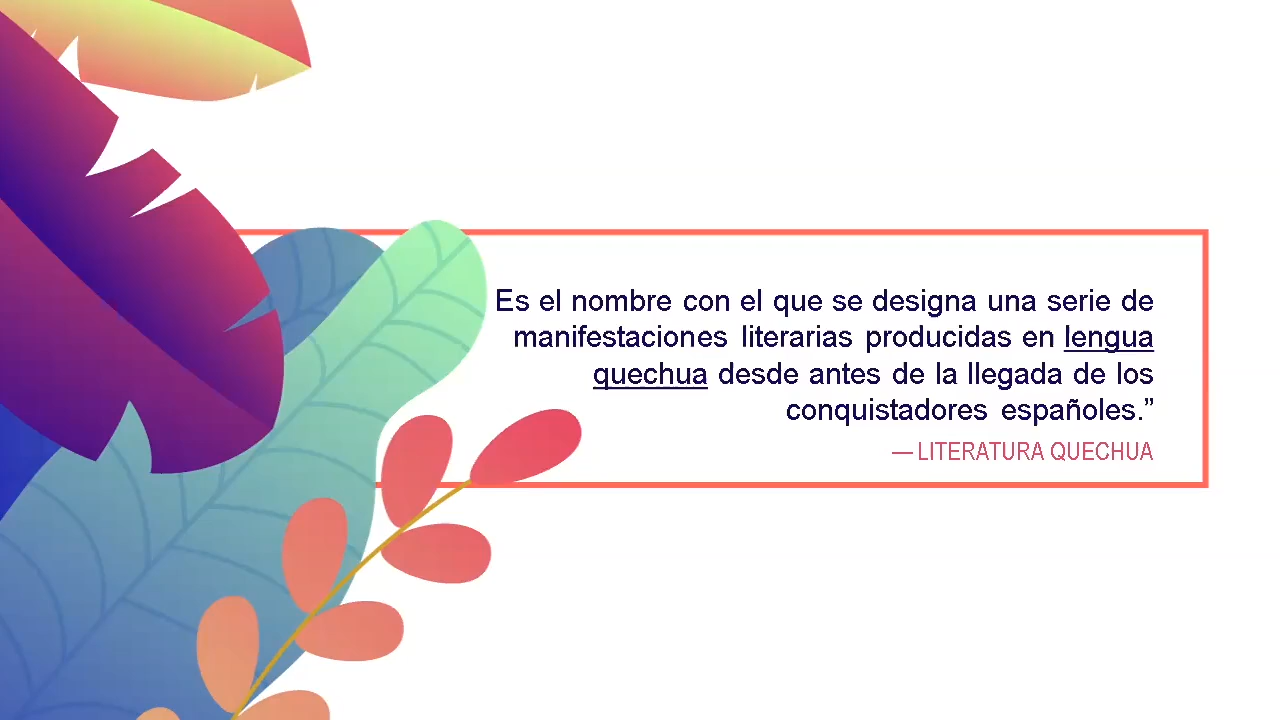 Es el nombre con el que se designa una serie de
manifestaciones literarias producidas en lengua
quechua desde antes de la llegada de los
conquistadores españoles.”
— LITERATURA QUECHUA